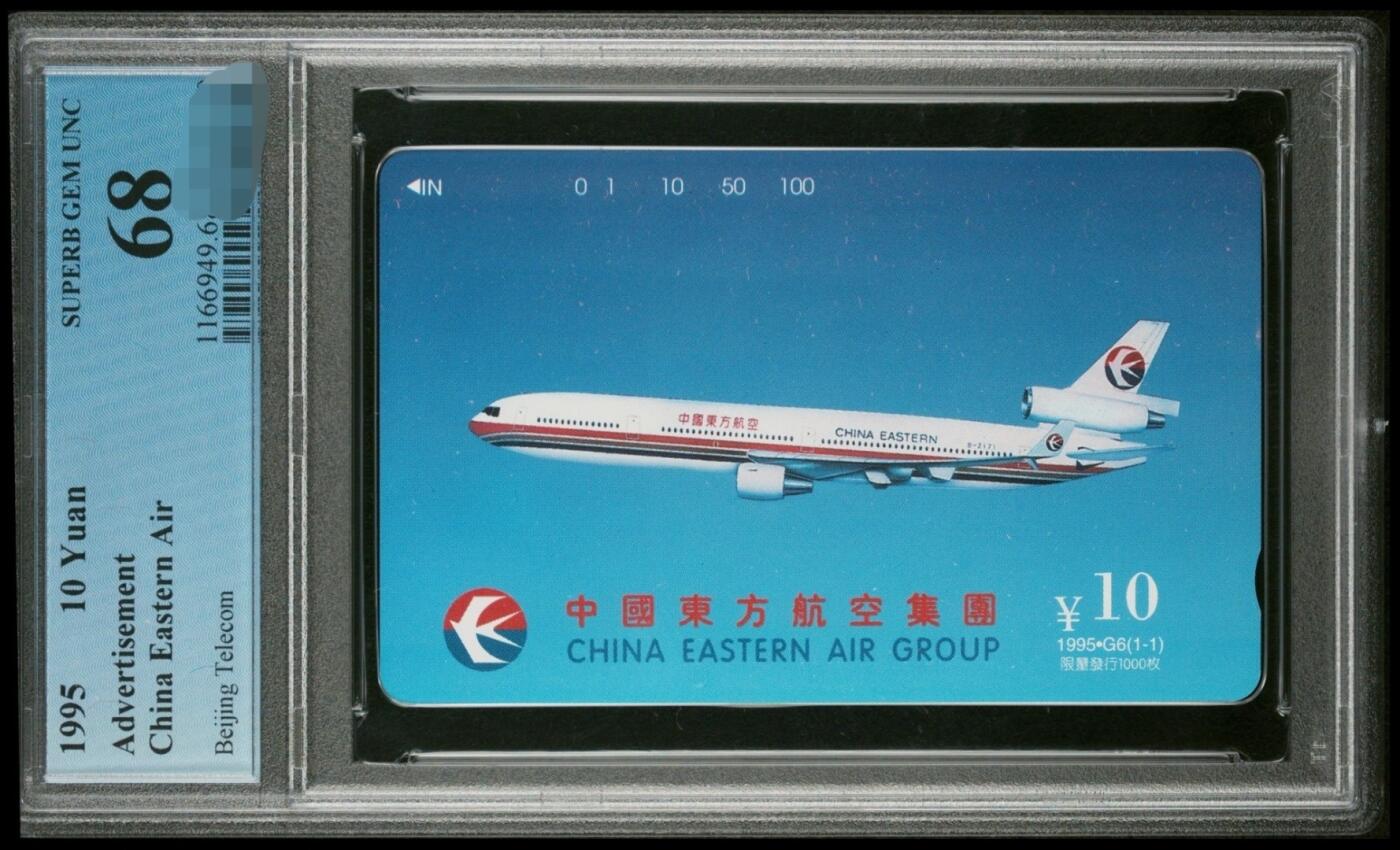 1995 10 Yuan
Advertisement
China Eastern Air
Beijing Telecom
SUPERB GEM UNC
68
1166949.6
◀IN 0 1 10 50 100
中國東方航空 CHINA EASTERN B-2171
中國東方航空集團
CHINA EASTERN AIR GROUP
¥10
1995•G6(1-1)
限量發行1000枚